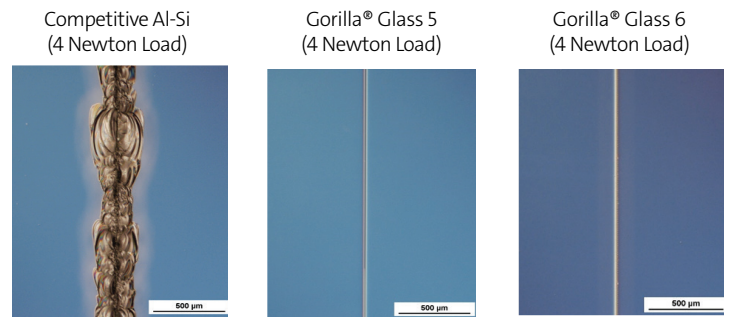 Competitive Al-Si
(4 Newton Load)
Gorilla® Glass 5
(4 Newton Load)
Gorilla® Glass 6
(4 Newton Load)
500 µm
500 µm
500 µm